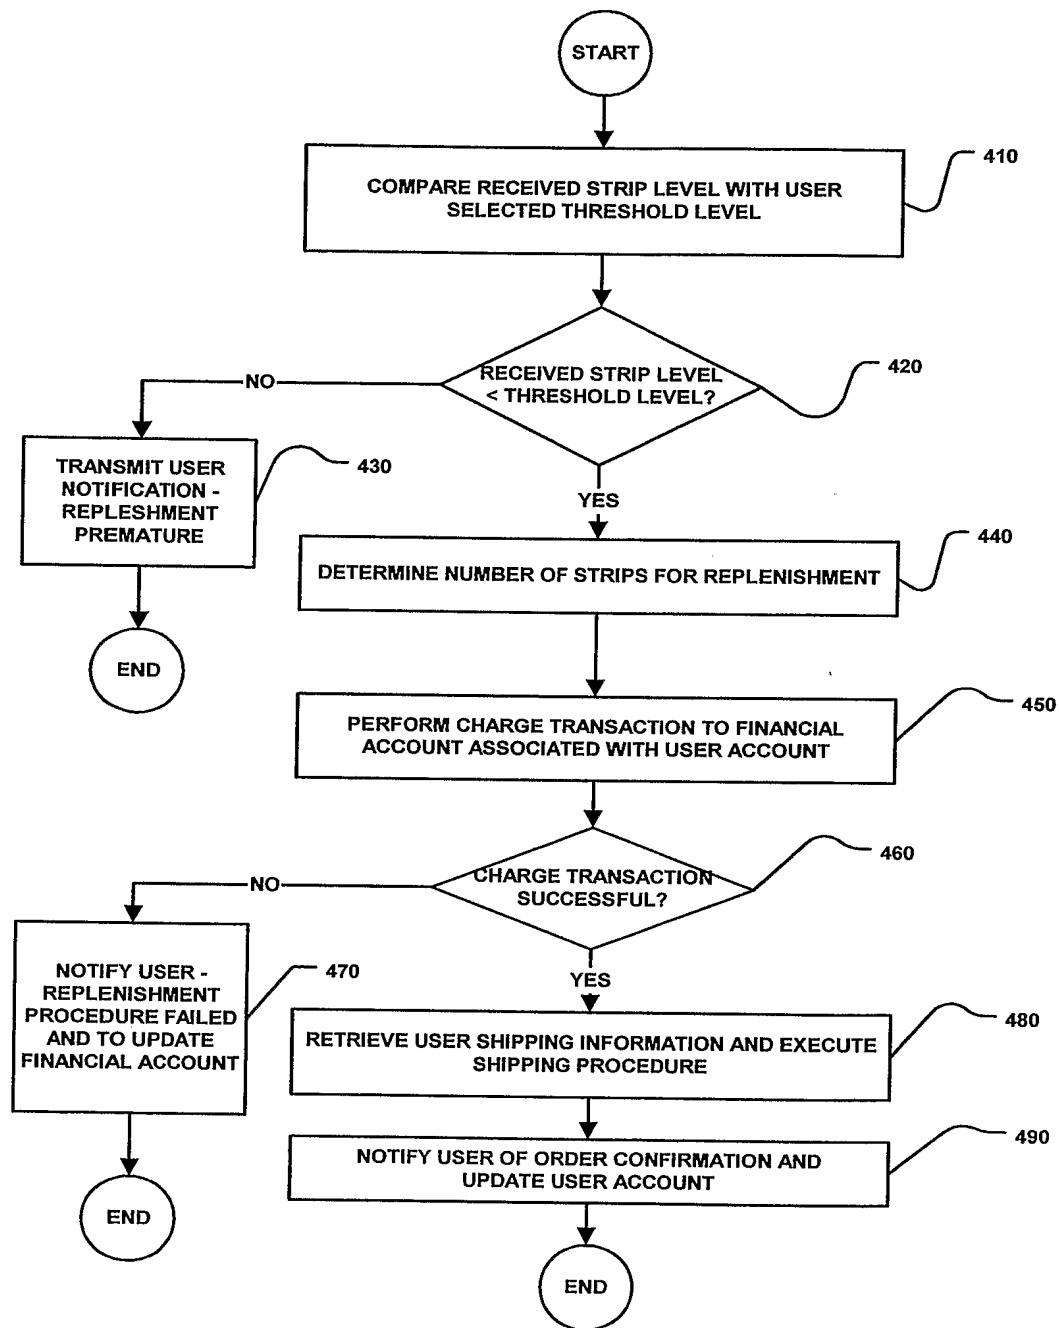 START
COMPARE RECEIVED STRIP LEVEL WITH USER
SELECTED THRESHOLD LEVEL
410
RECEIVED STRIP LEVEL
< THRESHOLD LEVEL?
420
NO
TRANSMIT USER
NOTIFICATION -
REPLESHMENT
PREMATURE
430
YES
END
DETERMINE NUMBER OF STRIPS FOR REPLENISHMENT
440
PERFORM CHARGE TRANSACTION TO FINANCIAL
ACCOUNT ASSOCIATED WITH USER ACCOUNT
450
CHARGE TRANSACTION
SUCCESSFUL?
460
NO
NOTIFY USER -
REPLENISHMENT
PROCEDURE FAILED
AND TO UPDATE
FINANCIAL ACCOUNT
470
YES
END
RETRIEVE USER SHIPPING INFORMATION AND EXECUTE
SHIPPING PROCEDURE
480
NOTIFY USER OF ORDER CONFIRMATION AND
UPDATE USER ACCOUNT
490
END